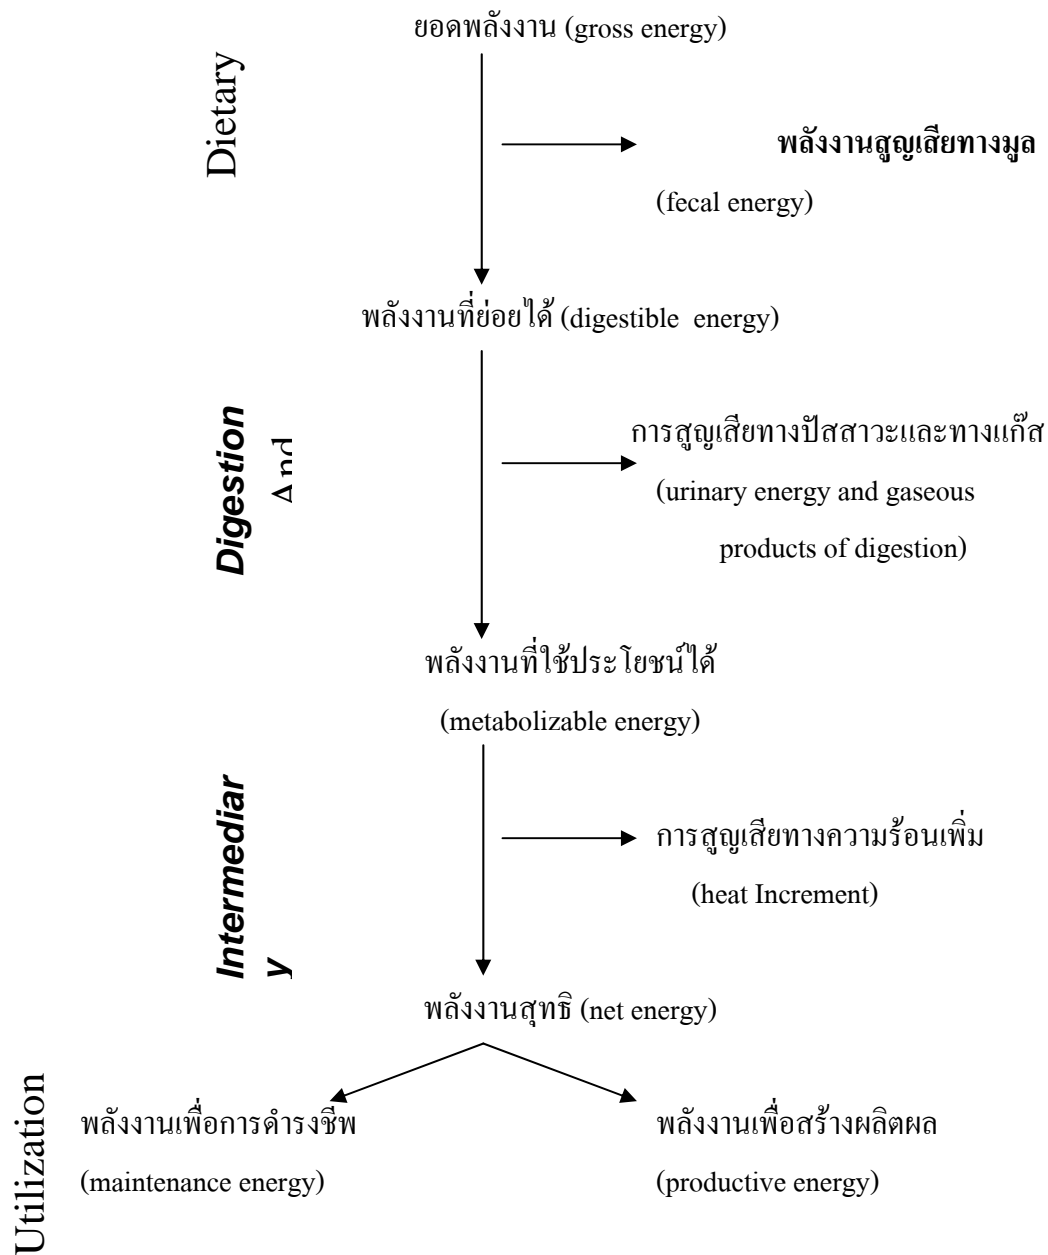 ยอดพลังงาน (gross energy)
Dietary
พลังงานสูญเสียทางมูล
(fecal energy)
พลังงานที่ย่อยได้ (digestible energy)
Digestion
And
การสูญเสียทางปัสสาวะและทางแก๊ส
(urinary energy and gaseous
products of digestion)
พลังงานที่ใช้ประโยชน์ได้
(metabolizable energy)
Intermediar
y
การสูญเสียทางความร้อนเพิ่ม
(heat Increment)
พลังงานสุทธิ (net energy)
Utilization
พลังงานเพื่อการดำรงชีพ
(maintenance energy)
พลังงานเพื่อสร้างผลิตผล
(productive energy)